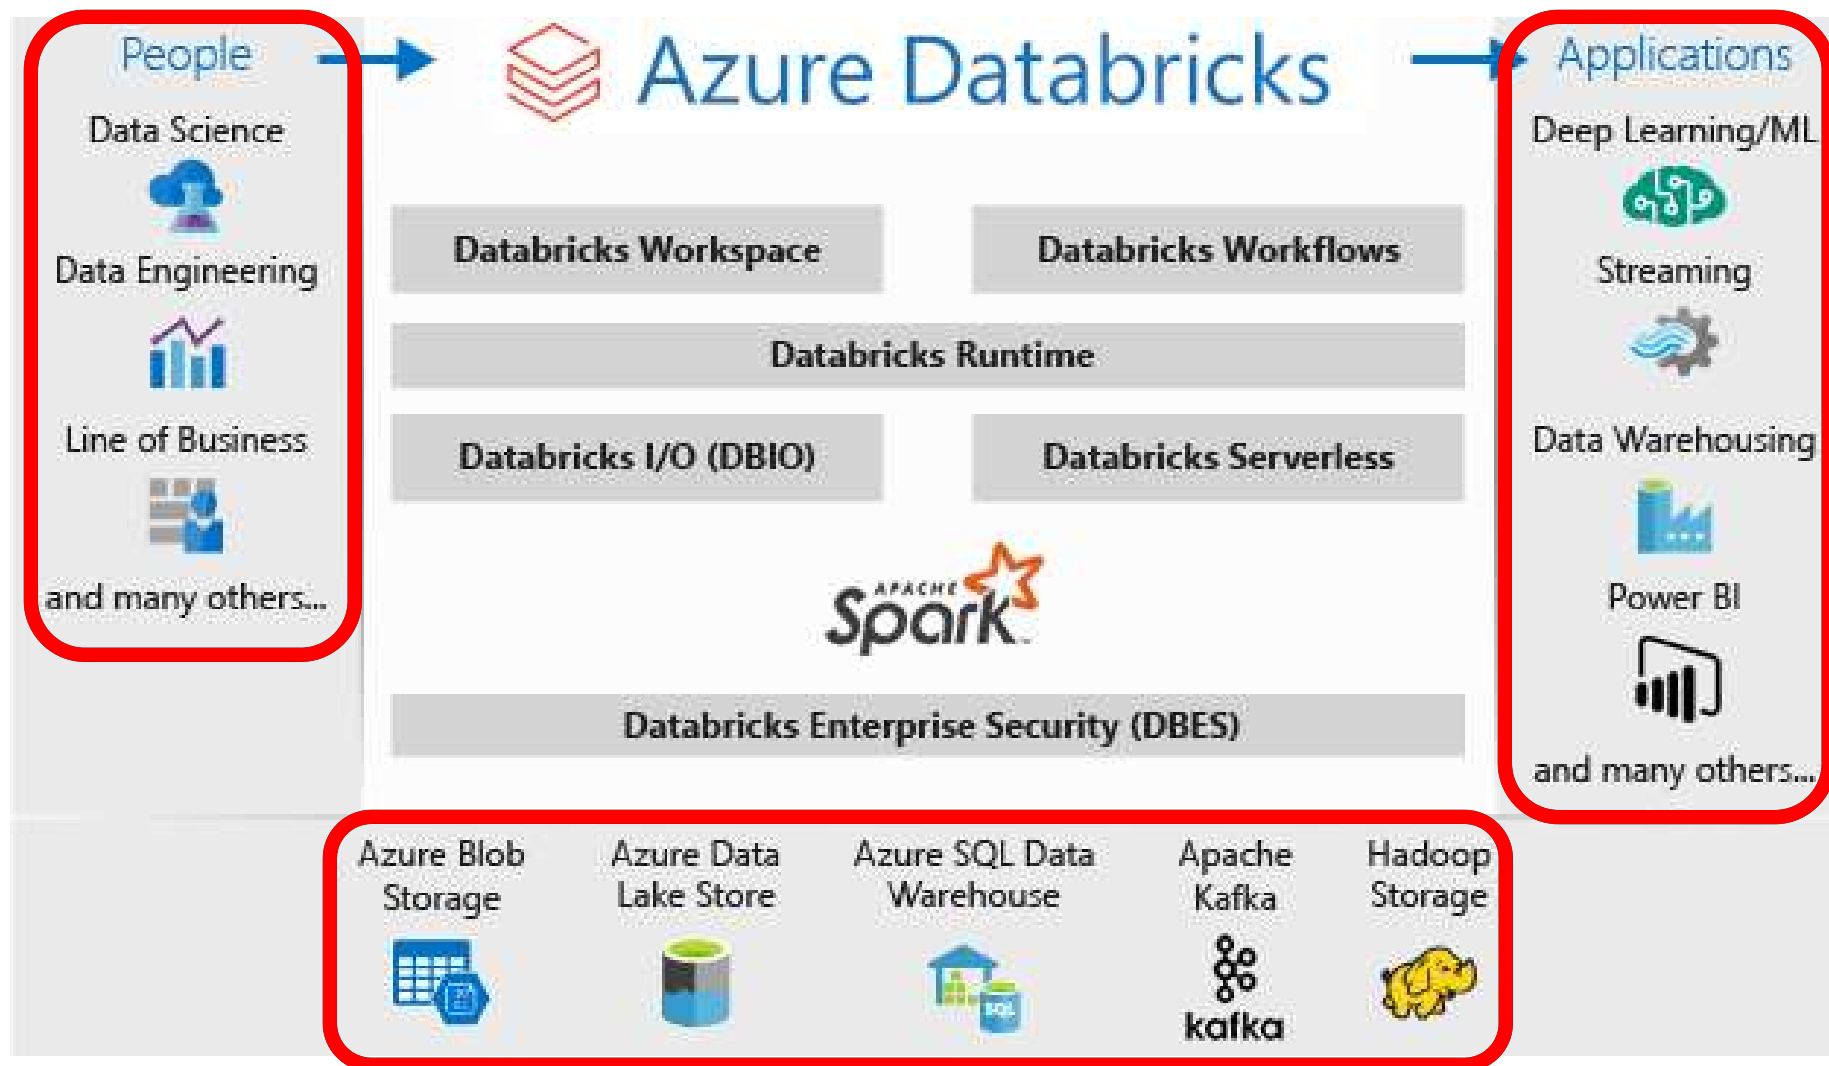 People
Data Science
Data Engineering
Line of Business
and many others...
Azure Databricks
Databricks Workspace
Databricks Workflows
Databricks Runtime
Databricks I/O (DBIO)
Databricks Serverless
APACHE
Spark
Databricks Enterprise Security (DBES)
Applications
Deep Learning/ML
Streaming
Data Warehousing
Power BI
and many others...
Azure Blob
Storage
Azure Data
Lake Store
Azure SQL Data
Warehouse
SQL
Apache
Kafka
kafka
Hadoop
Storage